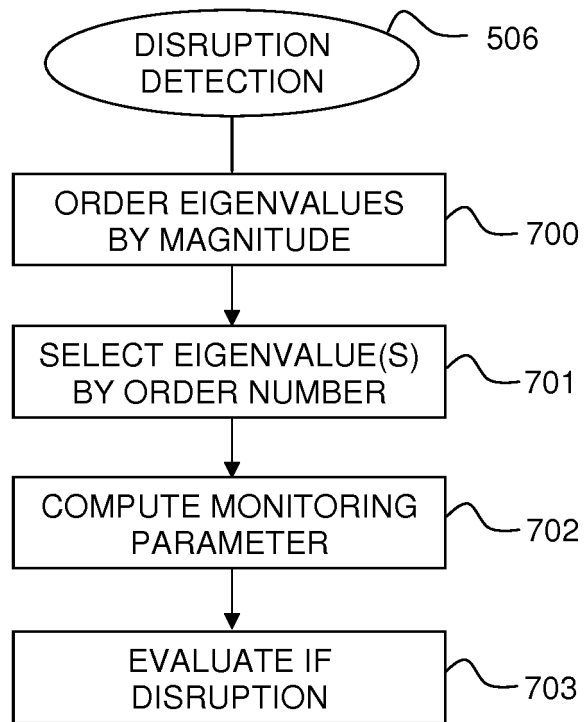 DISRUPTION
DETECTION
506
ORDER EIGENVALUES
BY MAGNITUDE
700
SELECT EIGENVALUE(S)
BY ORDER NUMBER
701
COMPUTE MONITORING
PARAMETER
702
EVALUATE IF
DISRUPTION
703